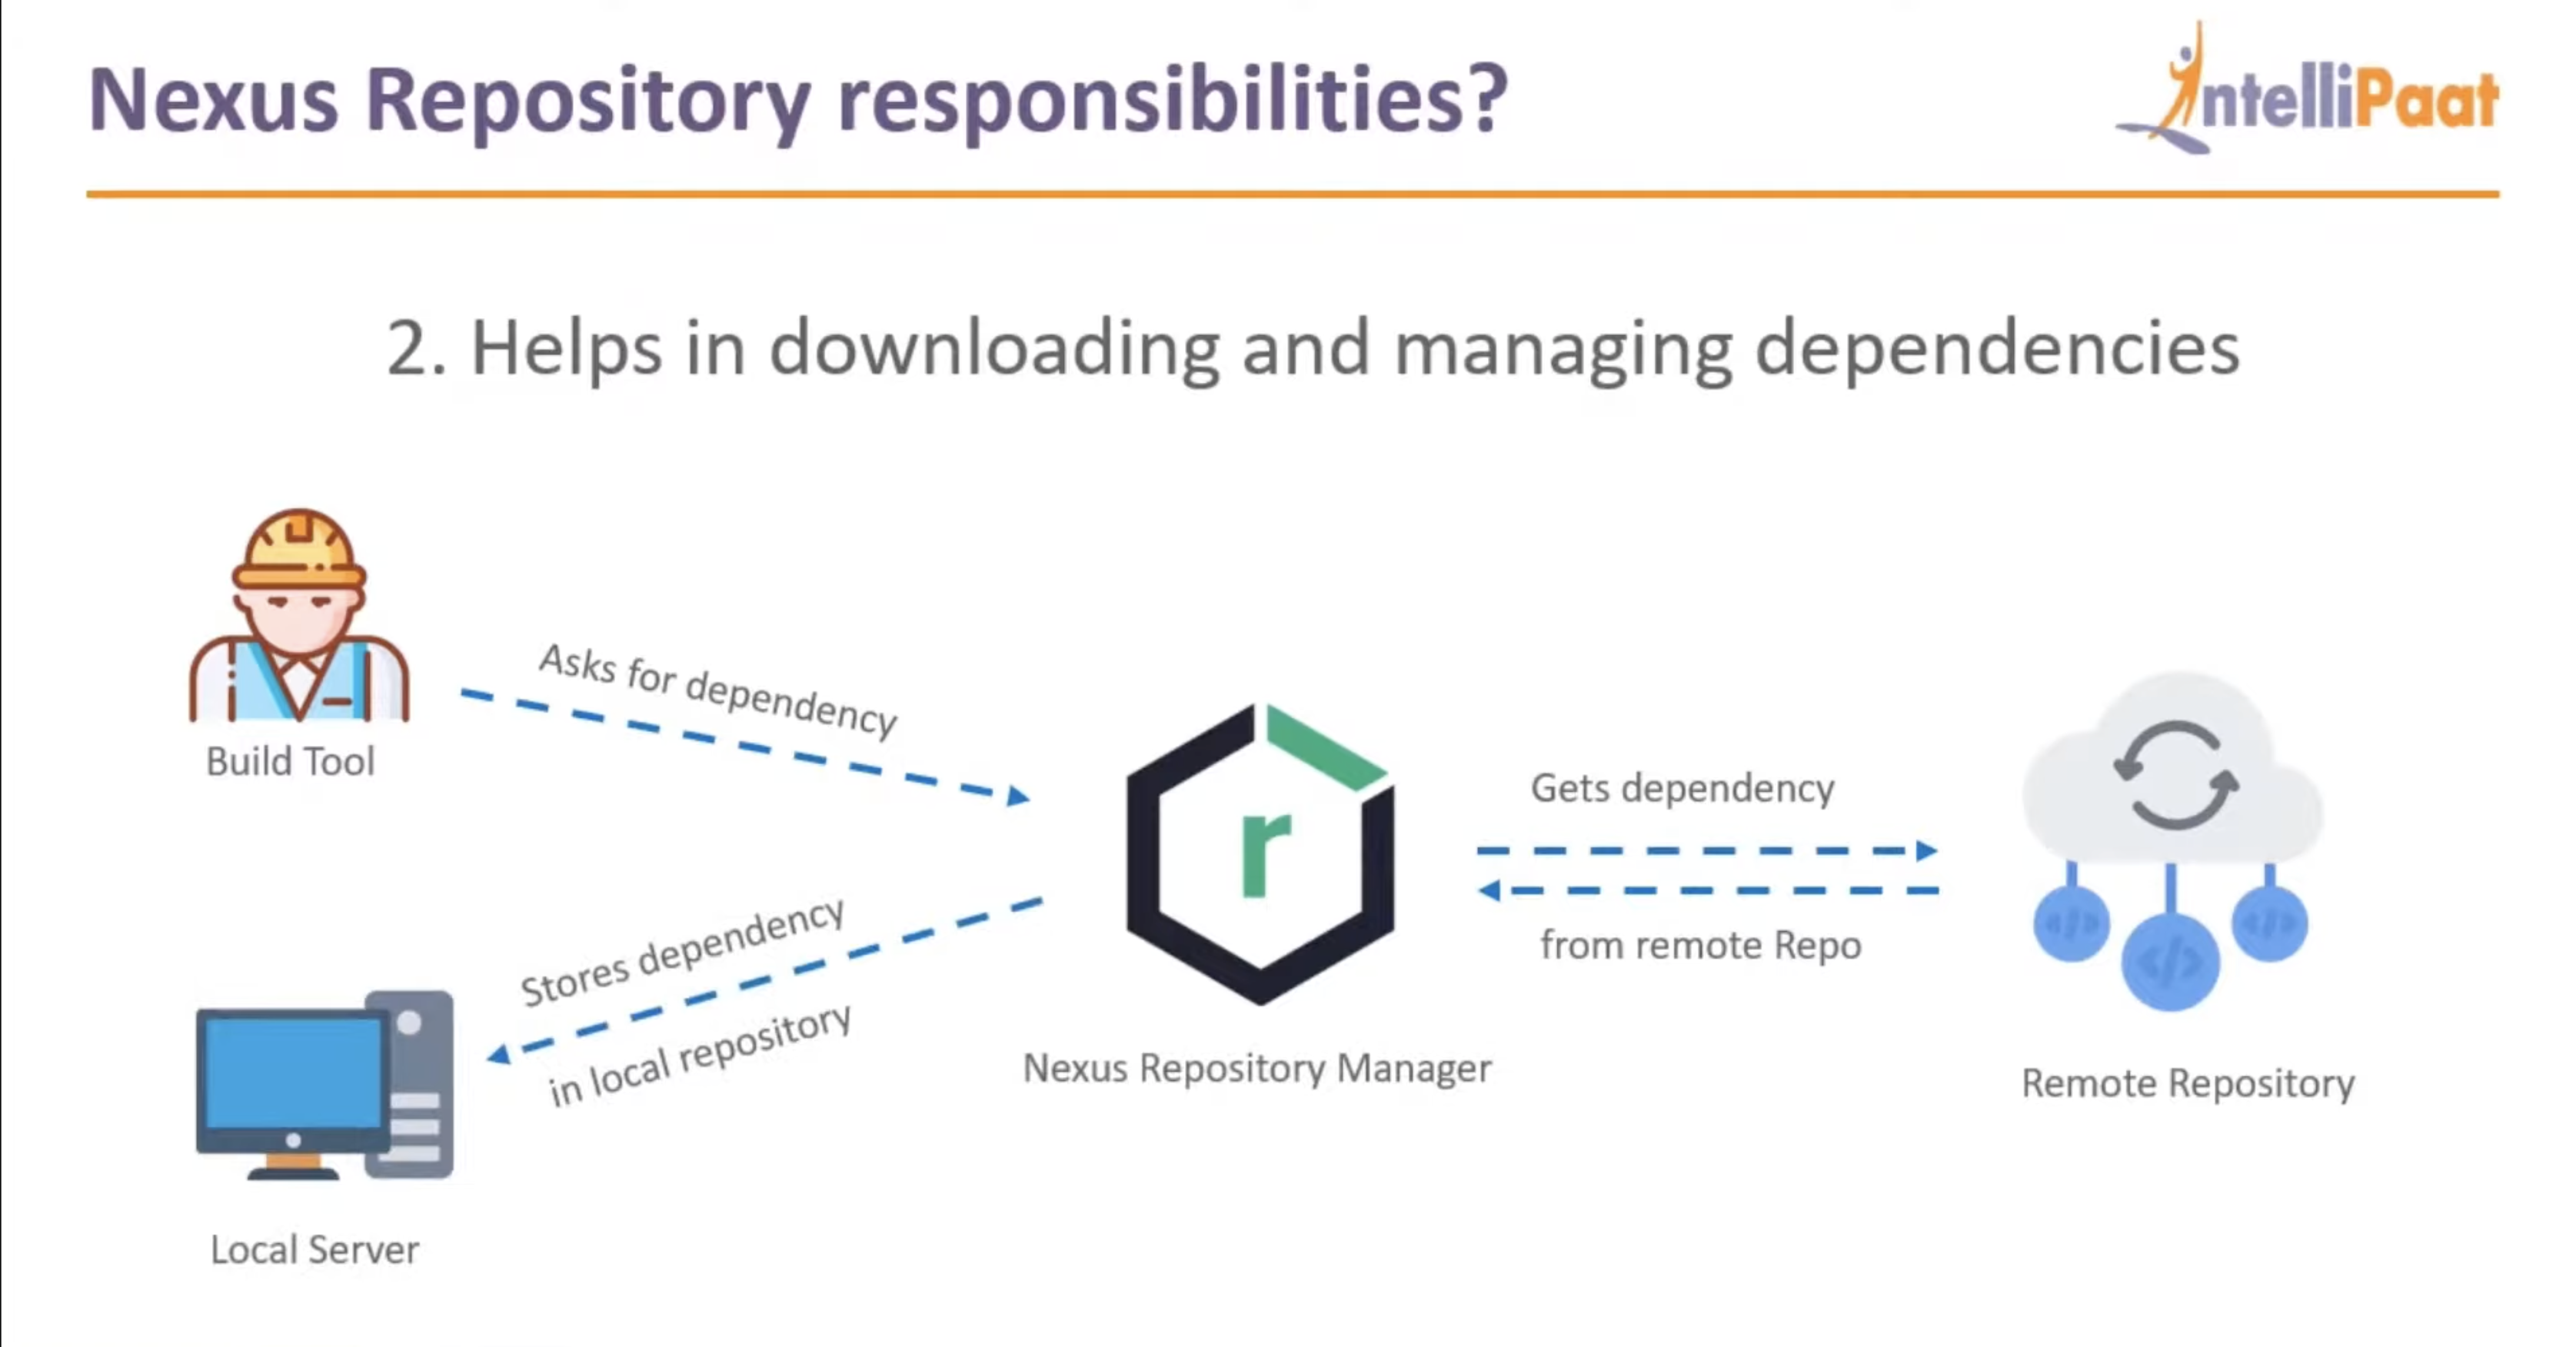 Nexus Repository responsibilities?
IntelliPaat
2. Helps in downloading and managing dependencies
Build Tool
Asks for dependency
Stores dependency
in local repository
Local Server
r
Nexus Repository Manager
Gets dependency
from remote Repo
</>
</>
</>
Remote Repository